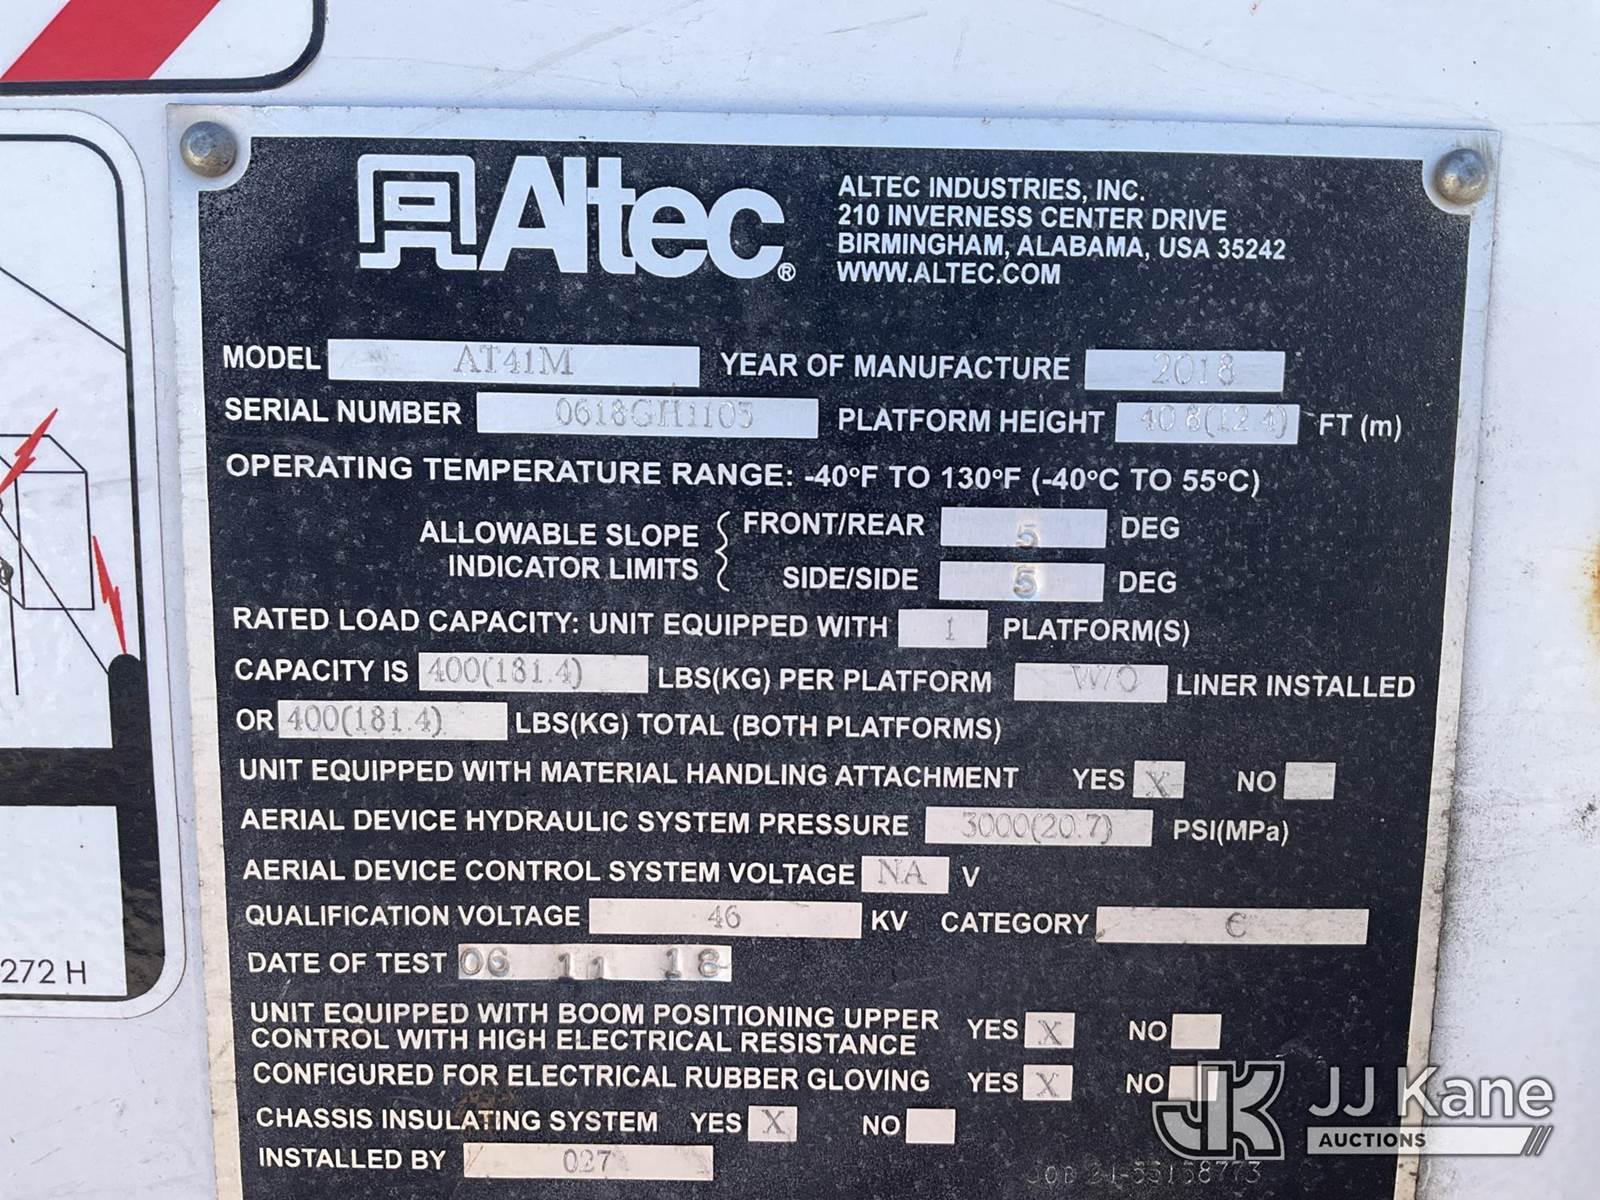 Altec®
ALTEC INDUSTRIES, INC.
210 INVERNESS CENTER DRIVE
BIRMINGHAM, ALABAMA, USA 35242
WWW.ALTEC.COM
MODEL AT41M YEAR OF MANUFACTURE 2018
SERIAL NUMBER 0618GH1103 PLATFORM HEIGHT 40.8(12.4) FT (m)
OPERATING TEMPERATURE RANGE: -40ºF TO 130ºF (-40ºC TO 55ºC)
ALLOWABLE SLOPE INDICATOR LIMITS { FRONT/REAR 5 DEG
SIDE/SIDE 5 DEG
RATED LOAD CAPACITY: UNIT EQUIPPED WITH 1 PLATFORM(S)
CAPACITY IS 400(181.4) LBS(KG) PER PLATFORM W/O LINER INSTALLED
OR 400(181.4) LBS(KG) TOTAL (BOTH PLATFORMS)
UNIT EQUIPPED WITH MATERIAL HANDLING ATTACHMENT YES X NO
AERIAL DEVICE HYDRAULIC SYSTEM PRESSURE 3000(20.7) PSI(MPa)
AERIAL DEVICE CONTROL SYSTEM VOLTAGE NA V
QUALIFICATION VOLTAGE 46 KV CATEGORY C
DATE OF TEST 06 11 18
UNIT EQUIPPED WITH BOOM POSITIONING UPPER
CONTROL WITH HIGH ELECTRICAL RESISTANCE YES X NO
CONFIGURED FOR ELECTRICAL RUBBER GLOVING YES X NO
CHASSIS INSULATING SYSTEM YES X NO
INSTALLED BY 027
272 H
JK JJ Kane
AUCTIONS